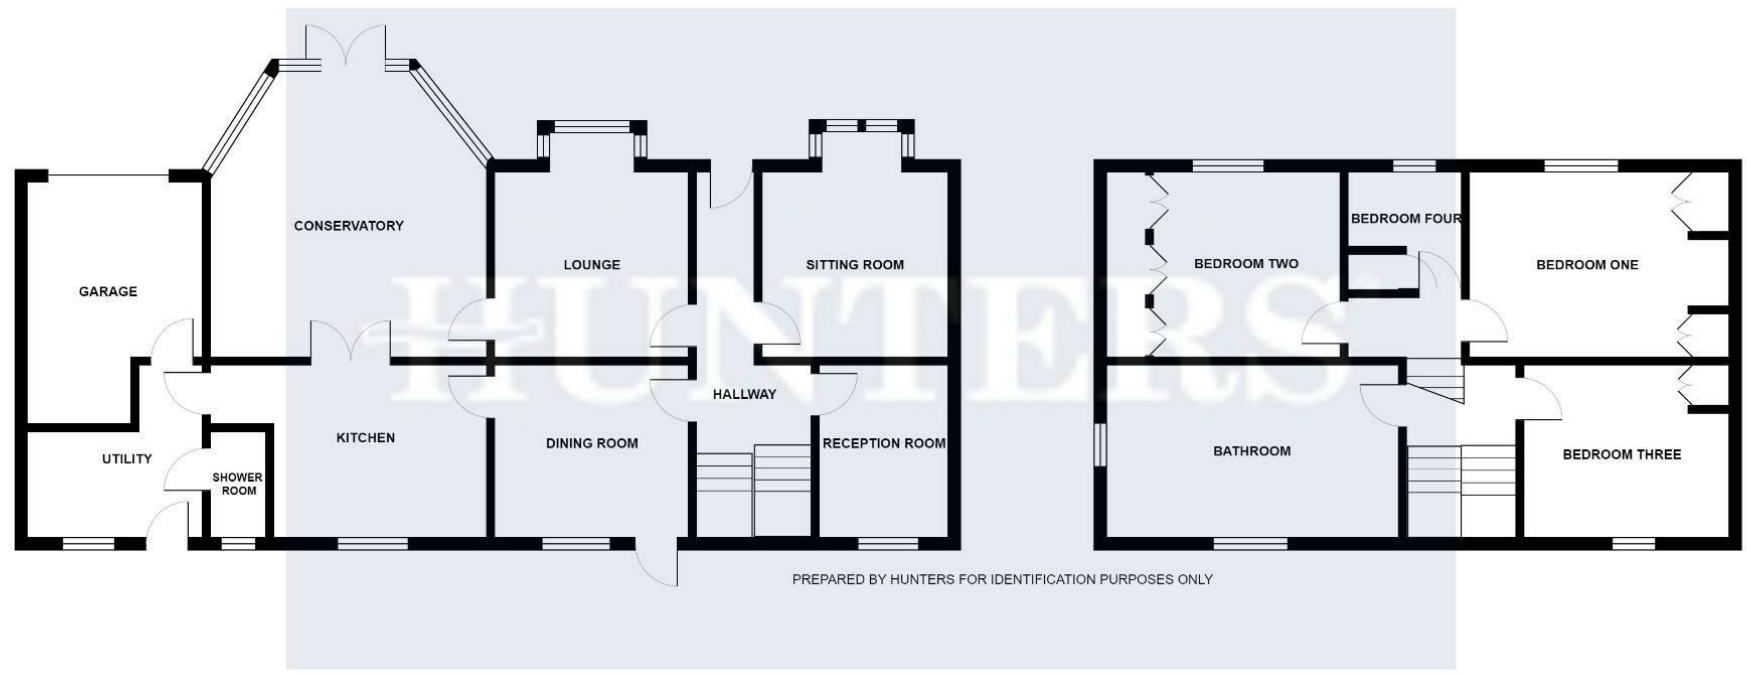 CONSERVATORY
BEDROOM FOUR
LOUNGE
SITTING ROOM
BEDROOM TWO
BEDROOM ONE
GARAGE
HUNTERS
HALLWAY
KITCHEN
DINING ROOM
RECEPTION ROOM
BATHROOM
BEDROOM THREE
UTILITY
SHOWER
ROOM
PREPARED BY HUNTERS FOR IDENTIFICATION PURPOSES ONLY